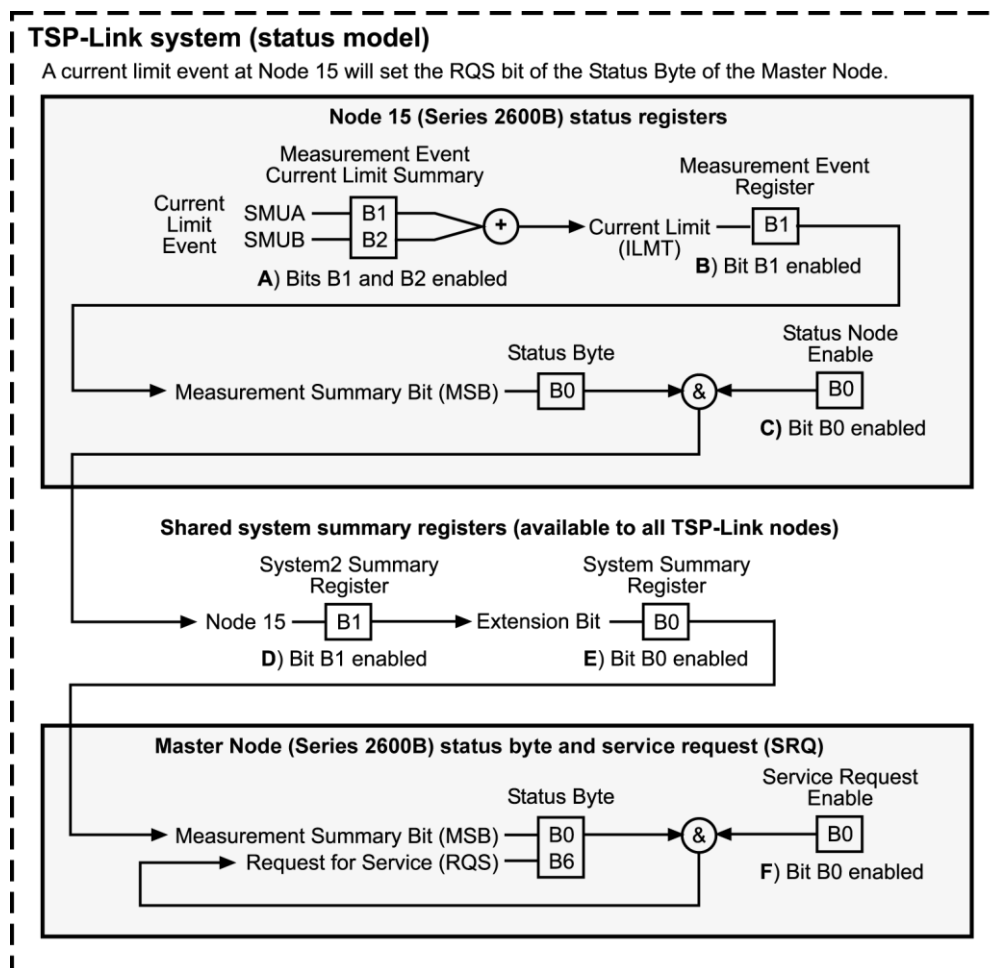 TSP-Link system (status model)
A current limit event at Node 15 will set the RQS bit of the Status Byte of the Master Node.
Node 15 (Series 2600B) status registers
Measurement Event
Current Limit Summary
Measurement Event
Register
Current
Limit
Event
SMUA
B1
SMUB
B2
+
Current Limit
(ILMT)
B1
A) Bits B1 and B2 enabled
B) Bit B1 enabled
Status Byte
Status Node
Enable
Measurement Summary Bit (MSB)
B0
&
B0
C) Bit B0 enabled
Shared system summary registers (available to all TSP-Link nodes)
System2 Summary
Register
System Summary
Register
Node 15
B1
Extension Bit
B0
D) Bit B1 enabled
E) Bit B0 enabled
Master Node (Series 2600B) status byte and service request (SRQ)
Status Byte
Service Request
Enable
Measurement Summary Bit (MSB)
B0
&
B0
Request for Service (RQS)
B6
F) Bit B0 enabled